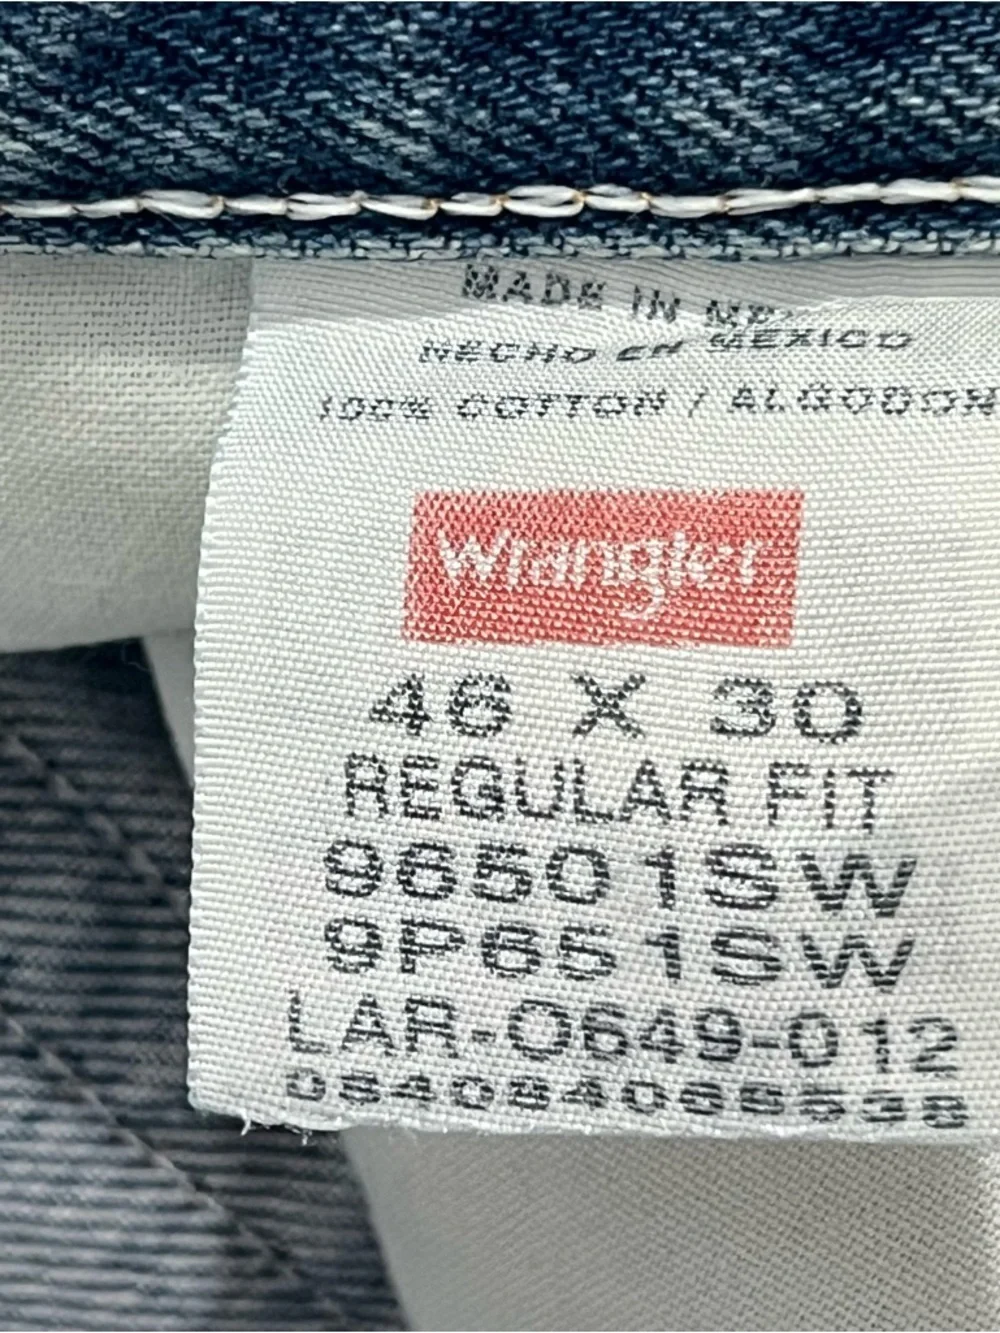 MADE IN
HECHO EN MEXICO
100% COTTON / ALGODON
Wrangler
46 X 30
REGULAR FIT
96501SW
9P651SW
LAR-0649-012